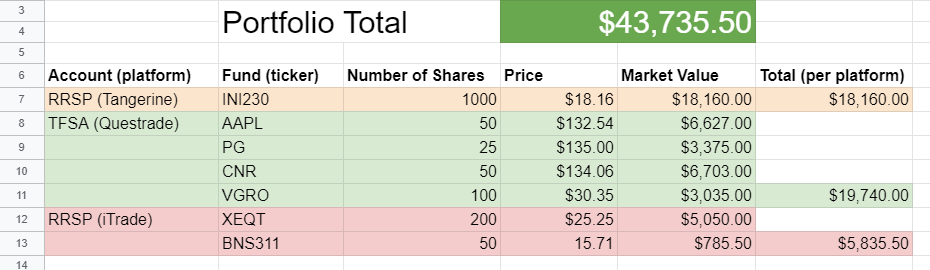 3
Portfolio Total $43,735.50
4
5
6 Account (platform) Fund (ticker) Number of Shares Price Market Value Total (per platform)
7 RRSP (Tangerine) INI230 1000 $18.16 $18,160.00 $18,160.00
8 TFSA (Questrade) AAPL 50 $132.54 $6,627.00
9 PG 25 $135.00 $3,375.00
10 CNR 50 $134.06 $6,703.00
11 VGRO 100 $30.35 $3,035.00 $19,740.00
12 RRSP (iTrade) XEQT 200 $25.25 $5,050.00
13 BNS311 50 15.71 $785.50 $5,835.50
14